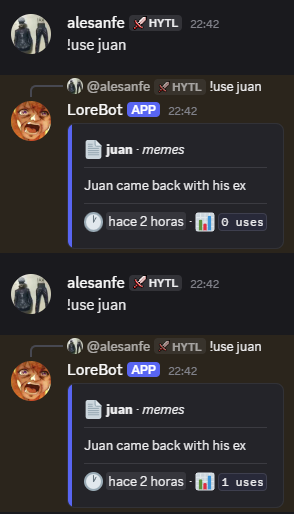 alesanfe HYTL 22:42
!use juan
@alesanfe HYTL !use juan
LoreBot APP 22:42
juan · memes
Juan came back with his ex
hace 2 horas · 0 uses
alesanfe HYTL 22:42
!use juan
@alesanfe HYTL !use juan
LoreBot APP 22:42
juan · memes
Juan came back with his ex
hace 2 horas · 1 uses